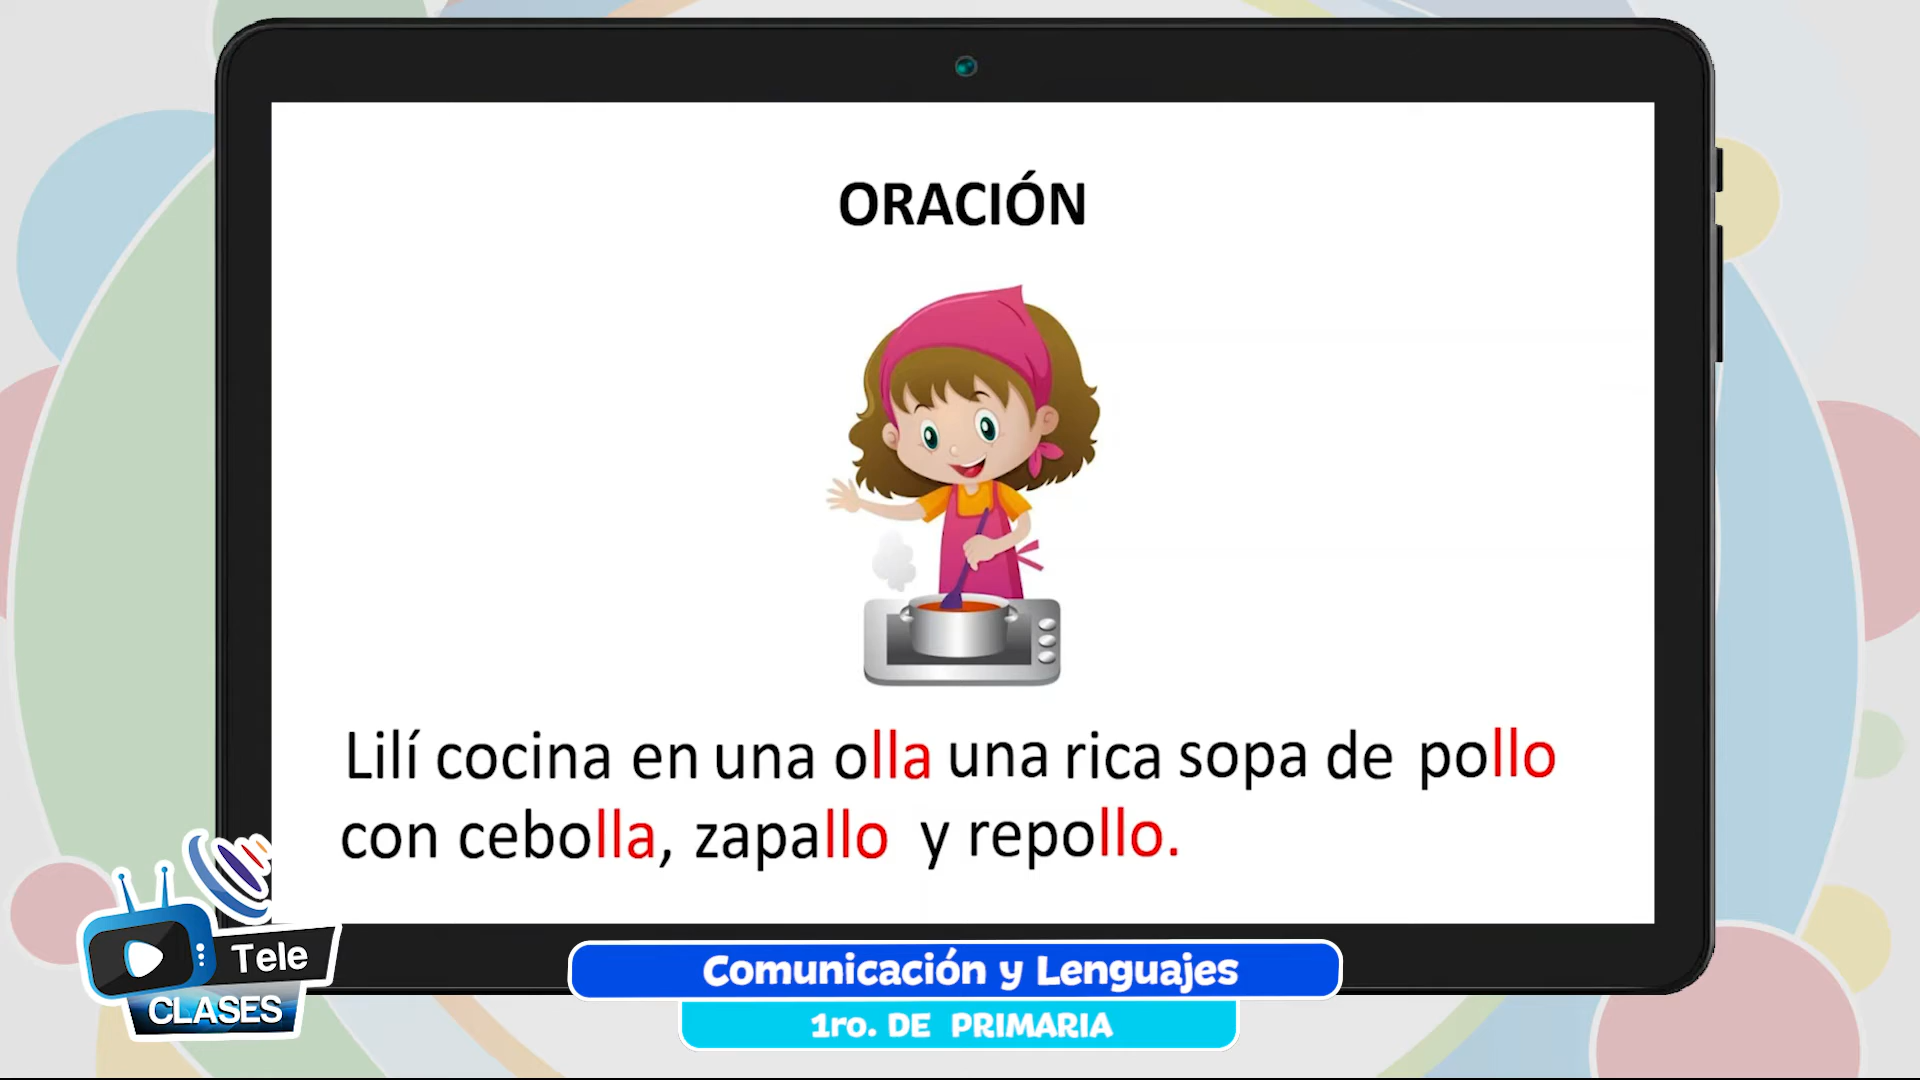 ORACIÓN
Lilí cocina en una olla una rica sopa de pollo
con cebolla, zapallo y repollo.
Tele
CLASES
Comunicación y Lenguajes
1ro. DE PRIMARIA